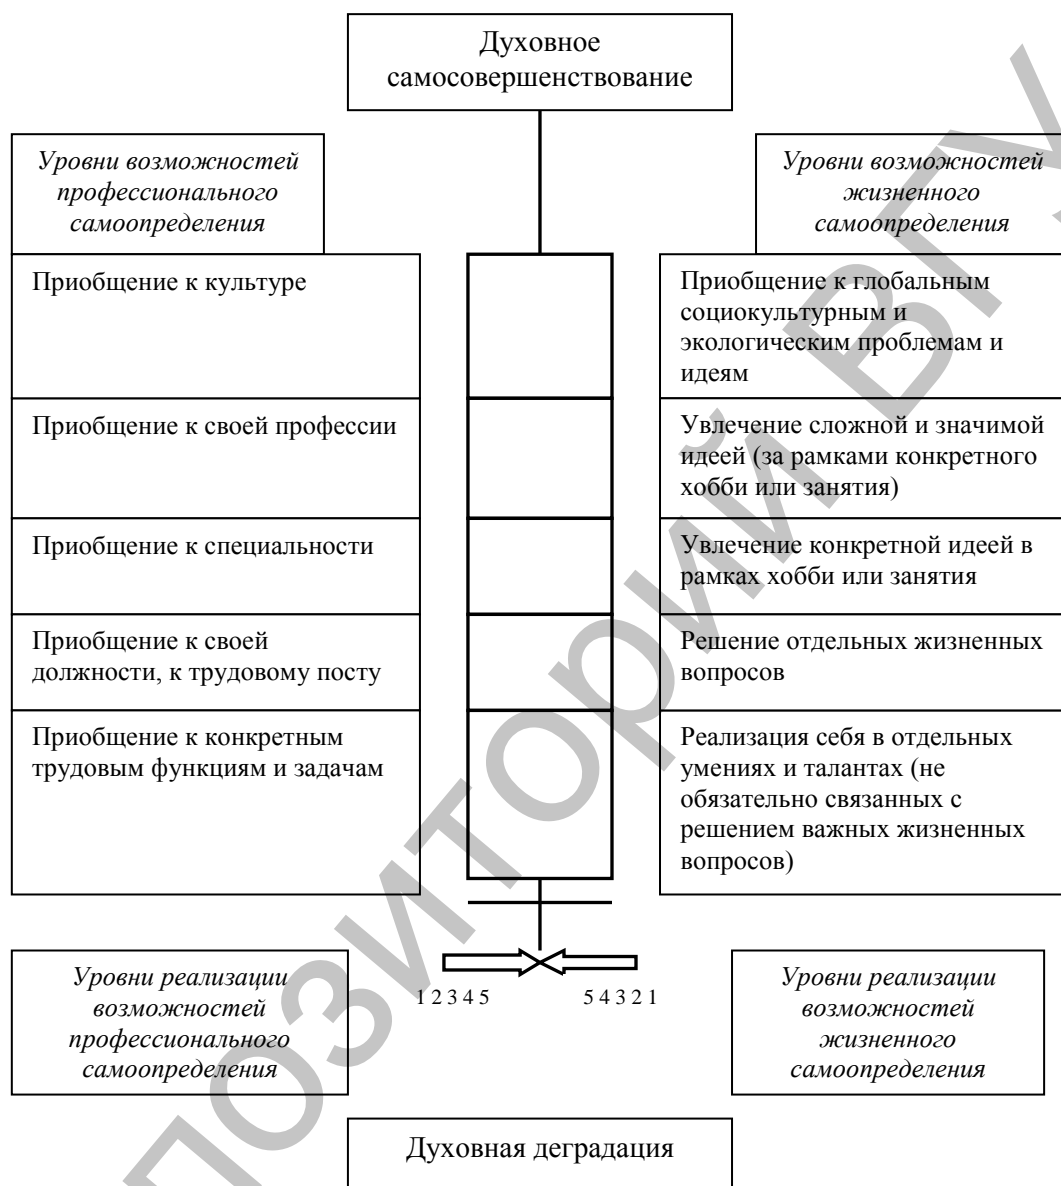 Духовное
самосовершенствование
Уровни возможностей
профессионального
самоопределения
Уровни возможностей
жизненного
самоопределения
Приобщение к культуре
Приобщение к глобальным
социокультурным и
экологическим проблемам и
идеям
Приобщение к своей профессии
Увлечение сложной и значимой
идеей (за рамками конкретного
хобби или занятия)
Приобщение к специальности
Увлечение конкретной идеей в
рамках хобби или занятия
Приобщение к своей
должности, к трудовому посту
Решение отдельных жизненных
вопросов
Приобщение к конкретным
трудовым функциям и задачам
Реализация себя в отдельных
умениях и талантах (не
обязательно связанных с
решением важных жизненных
вопросов)
1 2 3 4 5
5 4 3 2 1
Уровни реализации
возможностей
профессионального
самоопределения
Уровни реализации
возможностей
жизненного
самоопределения
Духовная деградация
позиторий ВГУ